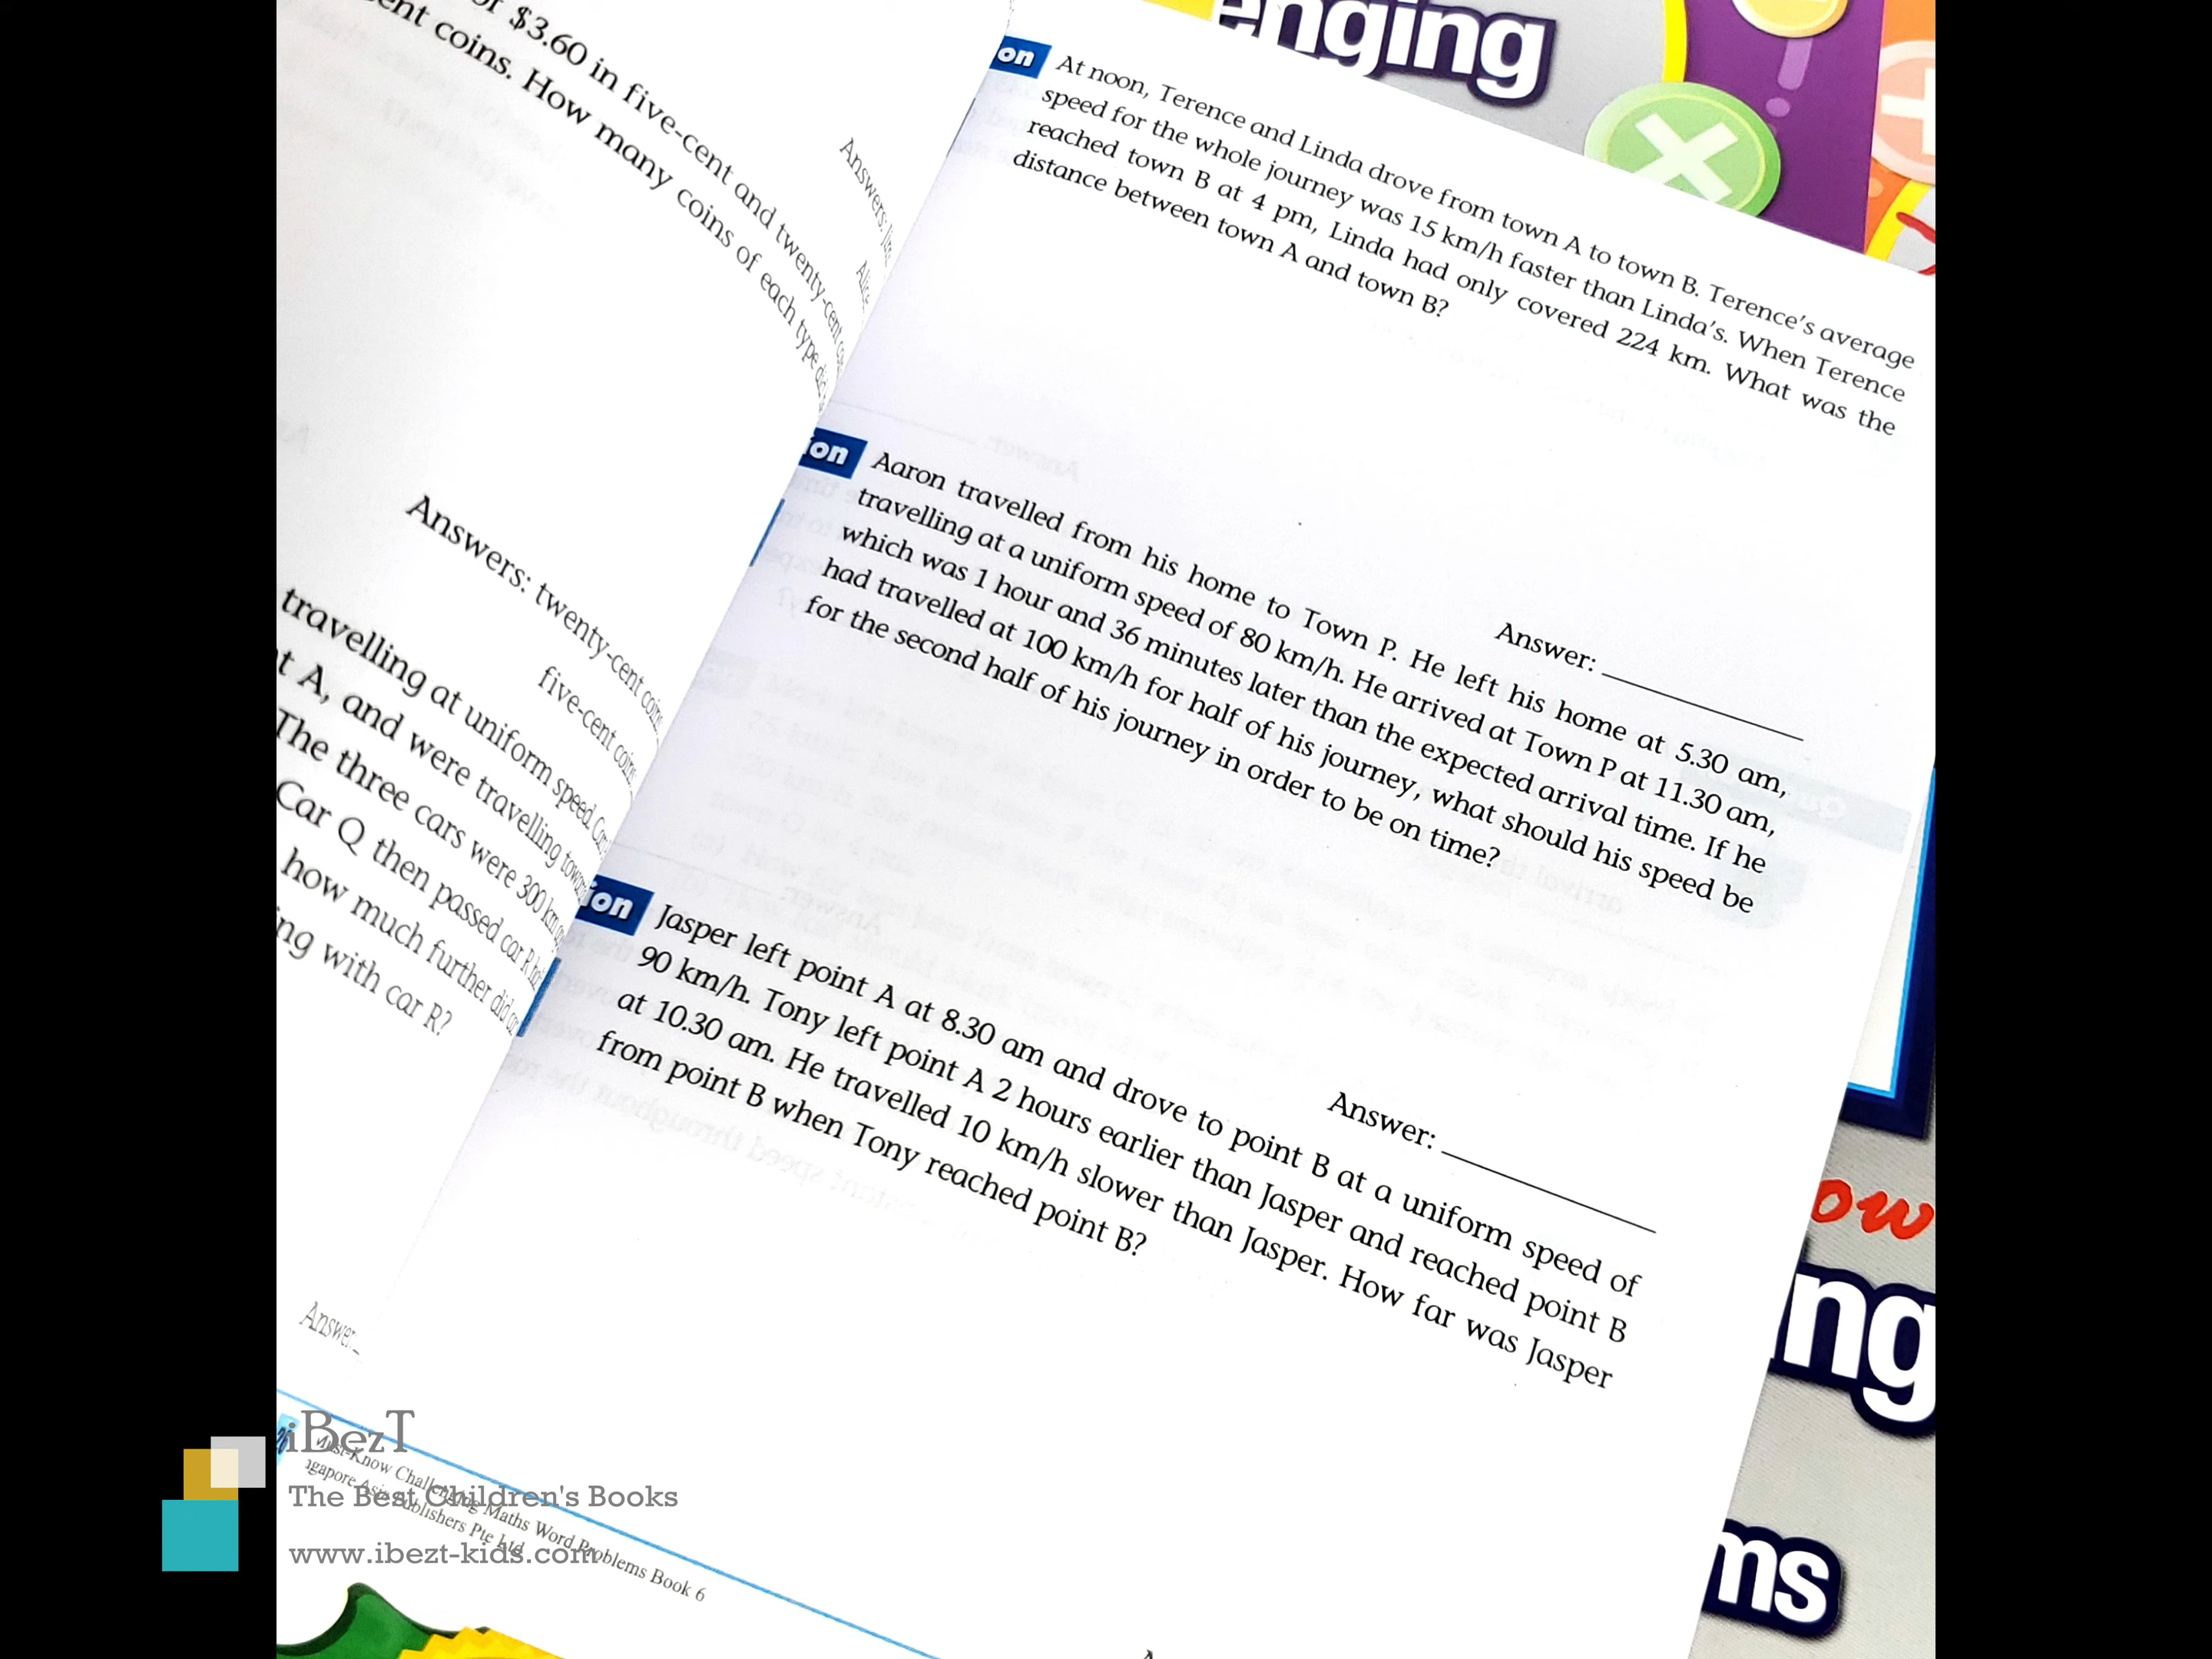 $3.60 in five-cent and twenty-cent
coins. How many coins of each type
Answers:
Answers: twenty-cent coins
five-cent coins
travelling at uniform speed. Car
A, and were travelling
The three cars were 300 km
Car Q then passed car R
how much further did
with car R?
iBezT
The Best Children's Books
www.ibezt-kids.com
Must-Know Challenging Maths Word Problems Book 6
Asia Publishers Pte Ltd
enging
on
At noon, Terence and Linda drove from town A to town B. Terence's average
speed for the whole journey was 15 km/h faster than Linda's. When Terence
reached town B at 4 pm, Linda had only covered 224 km. What was the
distance between town A and town B?
Answer:
ion
Aaron travelled from his home to Town P. He left his home at 5.30 am,
travelling at a uniform speed of 80 km/h. He arrived at Town P at 11.30 am,
which was 1 hour and 36 minutes later than the expected arrival time. If he
had travelled at 100 km/h for half of his journey, what should his speed be
for the second half of his journey in order to be on time?
Answer:
ion
Jasper left point A at 8.30 am and drove to point B at a uniform speed of
90 km/h. Tony left point A 2 hours earlier than Jasper and reached point B
at 10.30 am. He travelled 10 km/h slower than Jasper. How far was Jasper
from point B when Tony reached point B?
ow
ng
ms